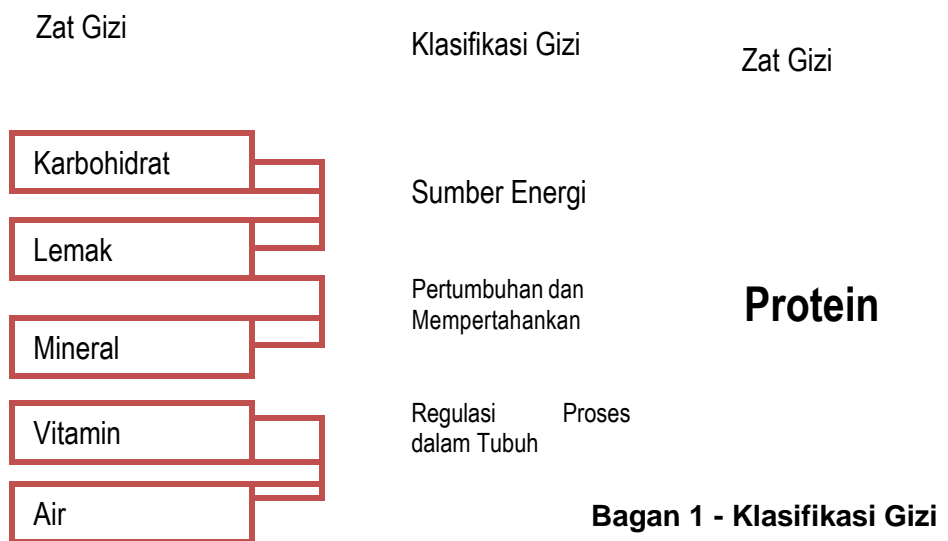 Zat Gizi
Klasifikasi Gizi
Zat Gizi
Karbohidrat
Lemak
Mineral
Vitamin
Air
Sumber Energi
Pertumbuhan dan
Mempertahankan
Regulasi Proses
dalam Tubuh
Protein
Bagan 1 - Klasifikasi Gizi